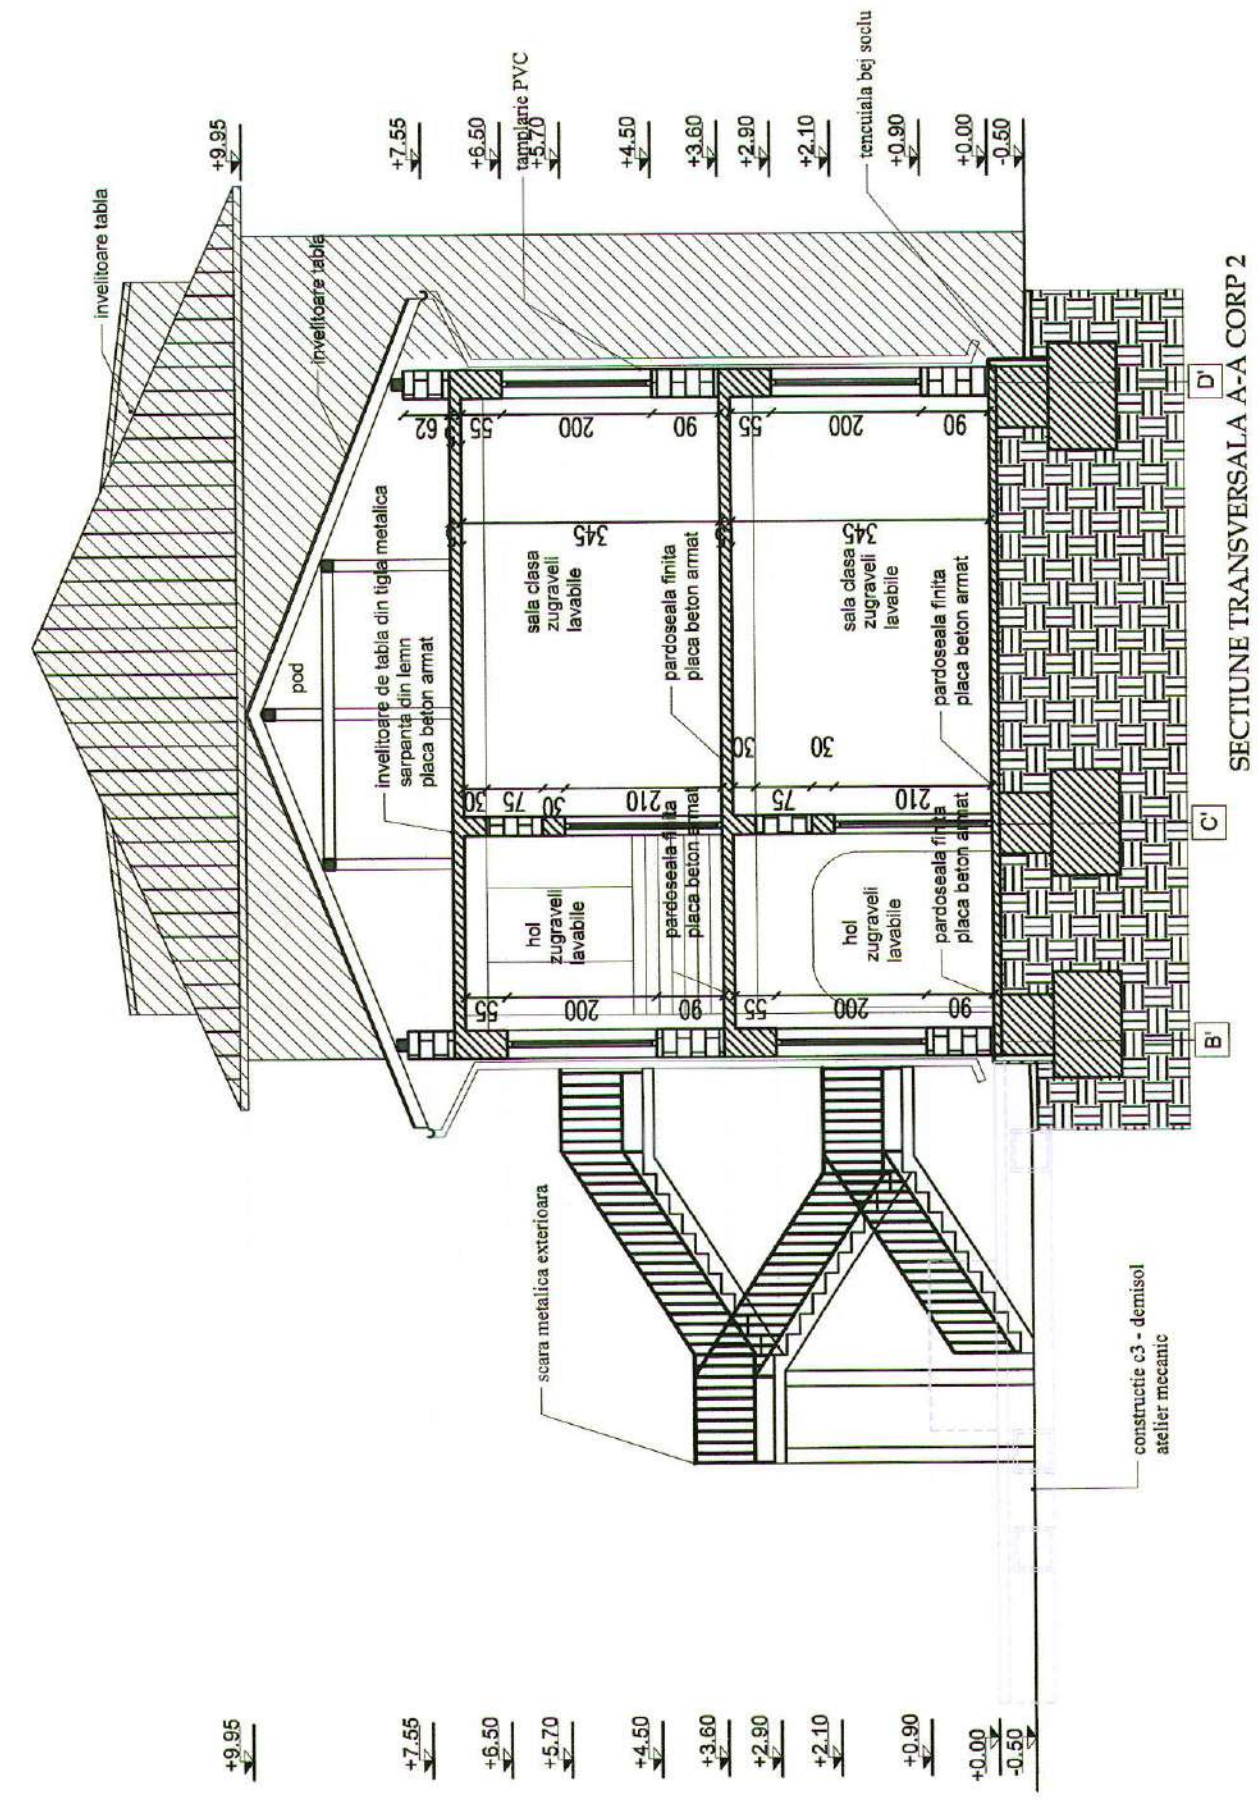 invelitoare tabla
invelitoare tabla
tamplarie PVC
tencuiala bej soclu
+9.95
+7.55
+6.50
+5.70
+4.50
+3.60
+2.90
+2.10
+0.90
+0.00
-0.50
pod
invelitoare de tabla din tigla metalica
sarpanta din lemn
placa beton armat
62
55
200
90
55
200
90
345
345
sala clasa
zugraveli
lavabile
pardoseala finita
placa beton armat
sala clasa
zugraveli
lavabile
pardoseala finita
placa beton armat
30
75
30
210
30
30
75
210
hol
zugraveli
lavabile
pardoseala finita
placa beton armat
hol
zugraveli
lavabile
pardoseala finita
placa beton armat
55
200
90
55
200
90
scara metalica exterioara
constructie c3 - demisol
atelier mecanic
+9.95
+7.55
+6.50
+5.70
+4.50
+3.60
+2.90
+2.10
+0.90
+0.00
-0.50
B'
C'
D'
SECTIUNE TRANSVERSALA A-A CORP 2